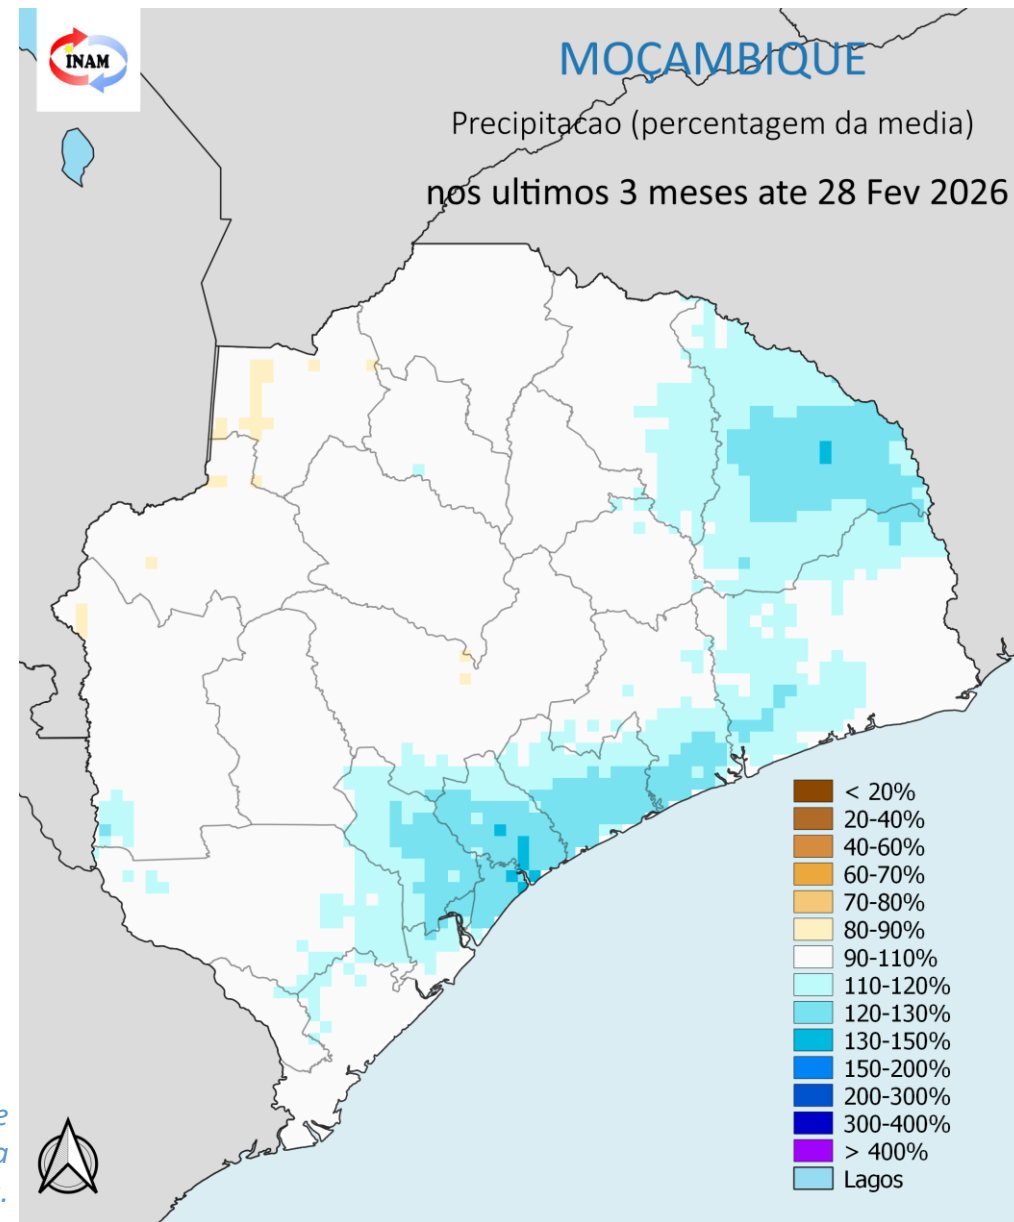 INAM
MOÇAMBIQUE
Precipitacao (percentagem da media)
nos ultimos 3 meses ate 28 Fev 2026
< 20%
20-40%
40-60%
60-70%
70-80%
80-90%
90-110%
110-120%
120-130%
130-150%
150-200%
200-300%
300-400%
> 400%
Lagos
e
a
.